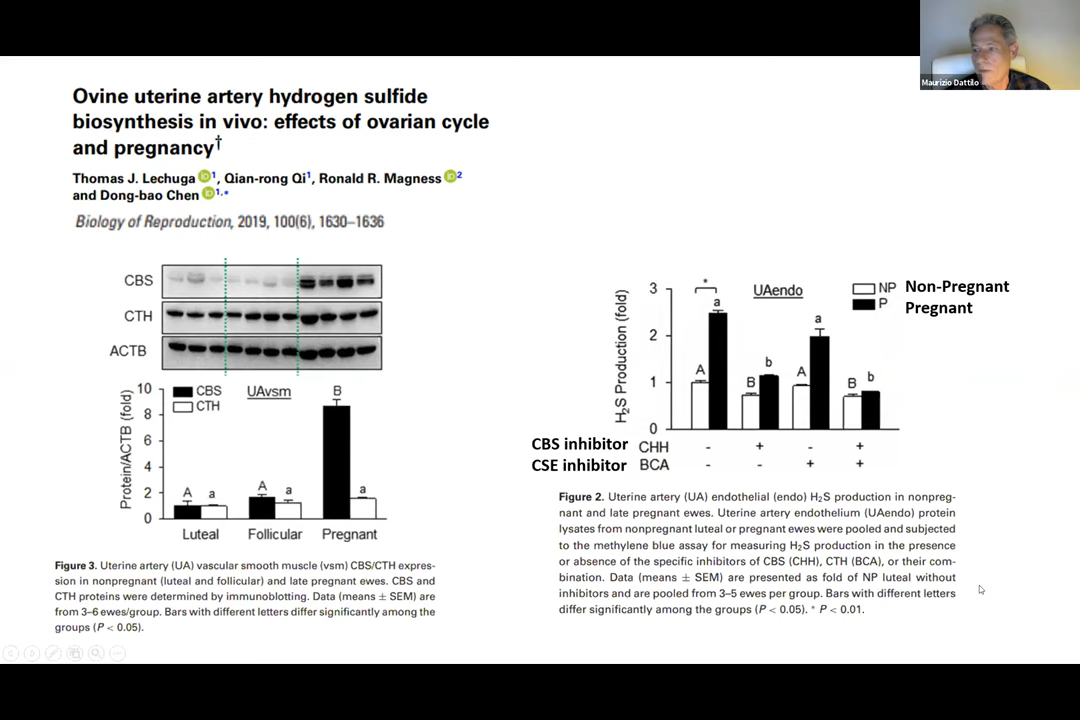 Maurizio Dattilo
Ovine uterine artery hydrogen sulfide
biosynthesis in vivo: effects of ovarian cycle
and pregnancy†
Thomas J. Lechuga iD 1, Qian-rong Qi1, Ronald R. Magness iD 2
and Dong-bao Chen iD 1,*
Biology of Reproduction, 2019, 100(6), 1630–1636
CBS
CTH
ACTB
Protein/ACTB (fold)
10
8
6
4
2
0
CBS
CTH
UAvsm
A a A a B a
Luteal Follicular Pregnant
Figure 3. Uterine artery (UA) vascular smooth muscle (vsm) CBS/CTH expres-
sion in nonpregnant (luteal and follicular) and late pregnant ewes. CBS and
CTH proteins were determined by immunoblotting. Data (means ± SEM) are
from 3–6 ewes/group. Bars with different letters differ significantly among the
groups (P < 0.05).
H2S Production (fold)
3
2
1
0
UAendo
NP Non-Pregnant
P Pregnant
*
A a B b A a B b
CBS inhibitor CHH - + - +
CSE inhibitor BCA - - + +
Figure 2. Uterine artery (UA) endothelial (endo) H2S production in nonpreg-
nant and late pregnant ewes. Uterine artery endothelium (UAendo) protein
lysates from nonpregnant luteal or pregnant ewes were pooled and subjected
to the methylene blue assay for measuring H2S production in the presence
or absence of the specific inhibitors of CBS (CHH), CTH (BCA), or their com-
bination. Data (means ± SEM) are presented as fold of NP luteal without
inhibitors and are pooled from 3–5 ewes per group. Bars with different letters
differ significantly among the groups (P < 0.05). * P < 0.01.